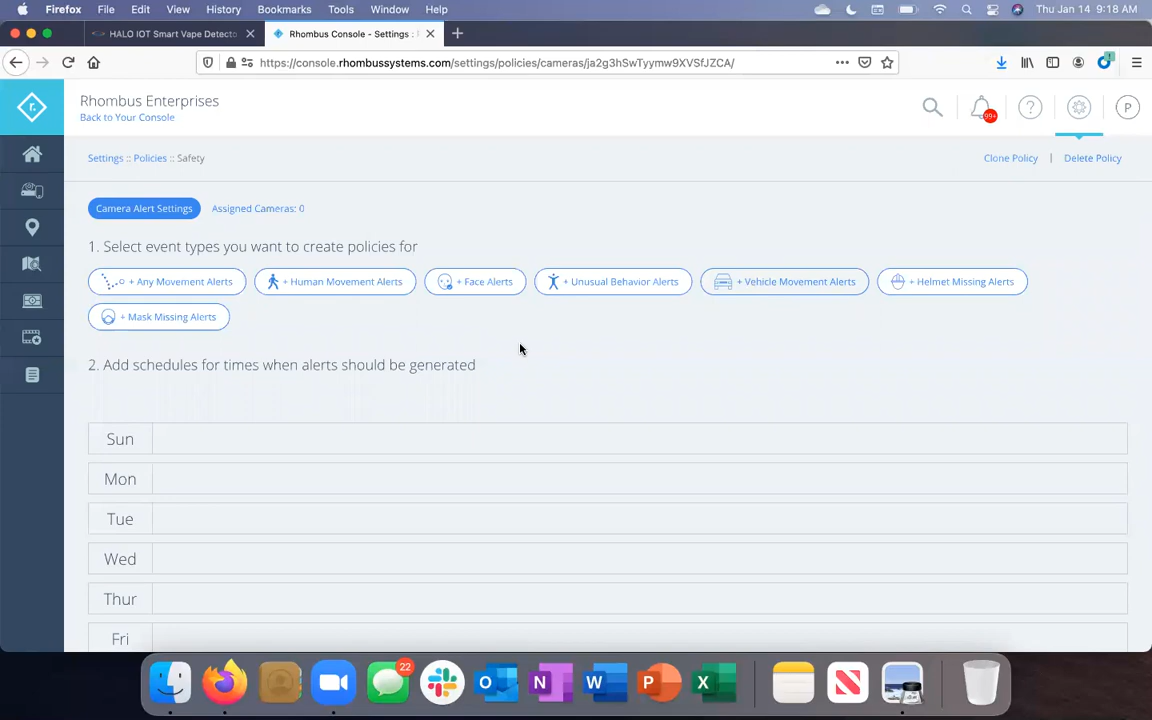 Firefox File Edit View History Bookmarks Tools Window Help Thu Jan 14 9:18 AM
HALO IOT Smart Vape Detecto
Rhombus Console - Settings :
https://console.rhombussystems.com/settings/policies/cameras/ja2g3hSwTyymw9XVSfJZCA/
Rhombus Enterprises
Back to Your Console
99+
P
r.
Settings :: Policies :: Safety
Clone Policy | Delete Policy
Camera Alert Settings Assigned Cameras: 0
1. Select event types you want to create policies for
+ Any Movement Alerts + Human Movement Alerts + Face Alerts + Unusual Behavior Alerts + Vehicle Movement Alerts + Helmet Missing Alerts
+ Mask Missing Alerts
2. Add schedules for times when alerts should be generated
Sun
Mon
Tue
Wed
Thur
Fri
22
O N W P X